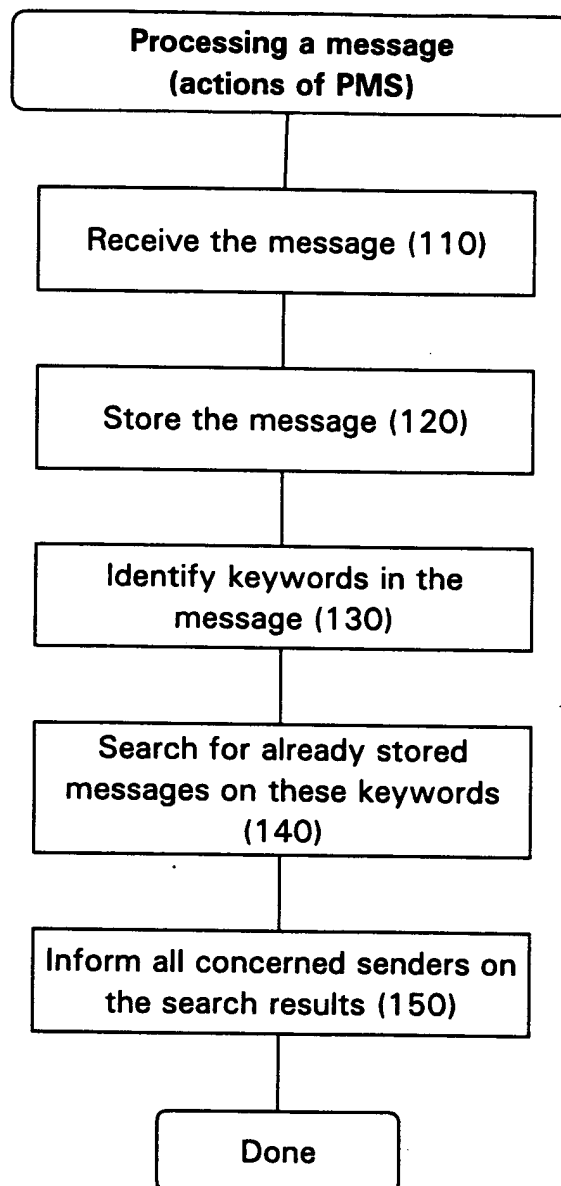 Processing a message
(actions of PMS)
Receive the message (110)
Store the message (120)
Identify keywords in the
message (130)
Search for already stored
messages on these keywords
(140)
Inform all concerned senders on
the search results (150)
Done